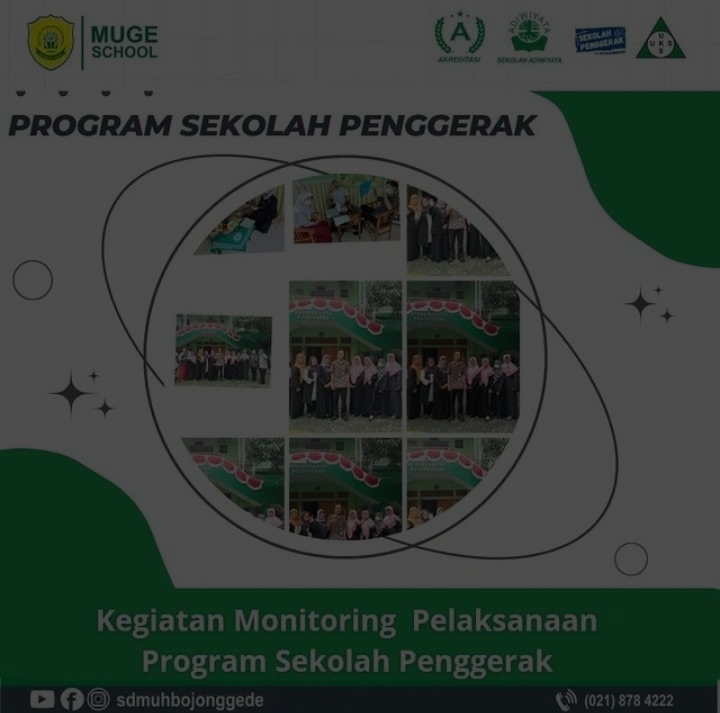 MUGE
SCHOOL
A
AKREDITASI
ADIWIYATA
SEKOLAH ADIWIYATA
SEKOLAH
PENGGERAK
U
UKS
S
PROGRAM SEKOLAH PENGGERAK
Kegiatan Monitoring Pelaksanaan
Program Sekolah Penggerak
sdmuhbojonggede
(021) 878 4222